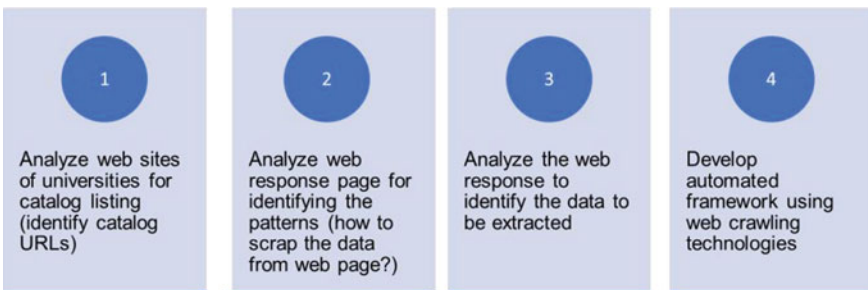 1
Analyze web sites
of universities for
catalog listing
(identify catalog
URLs)
2
Analyze web
response page for
identifying the
patterns (how to
scrap the data
from web page?)
3
Analyze the web
response to
identify the data to
be extracted
4
Develop
automated
framework using
web crawling
technologies